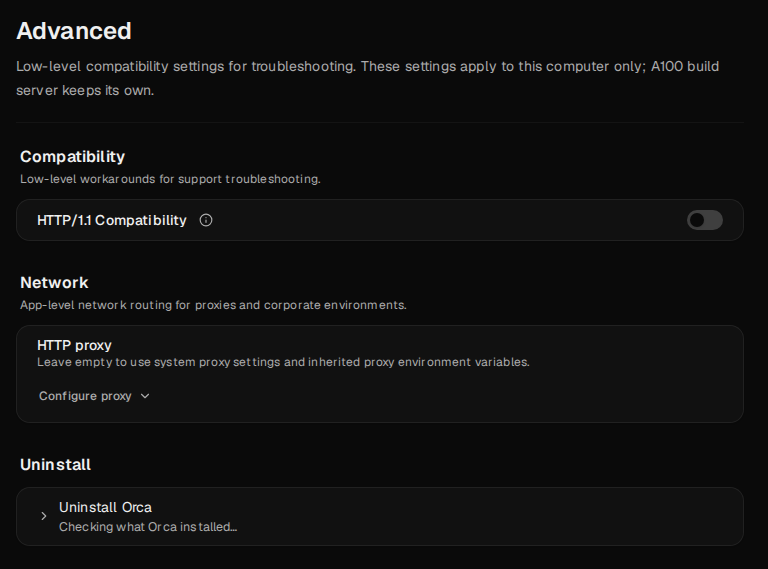 Advanced
Low-level compatibility settings for troubleshooting. These settings apply to this computer only; A100 build
server keeps its own.
Compatibility
Low-level workarounds for support troubleshooting.
HTTP/1.1 Compatibility
Network
App-level network routing for proxies and corporate environments.
HTTP proxy
Leave empty to use system proxy settings and inherited proxy environment variables.
Configure proxy
Uninstall
Uninstall Orca
Checking what Orca installed…